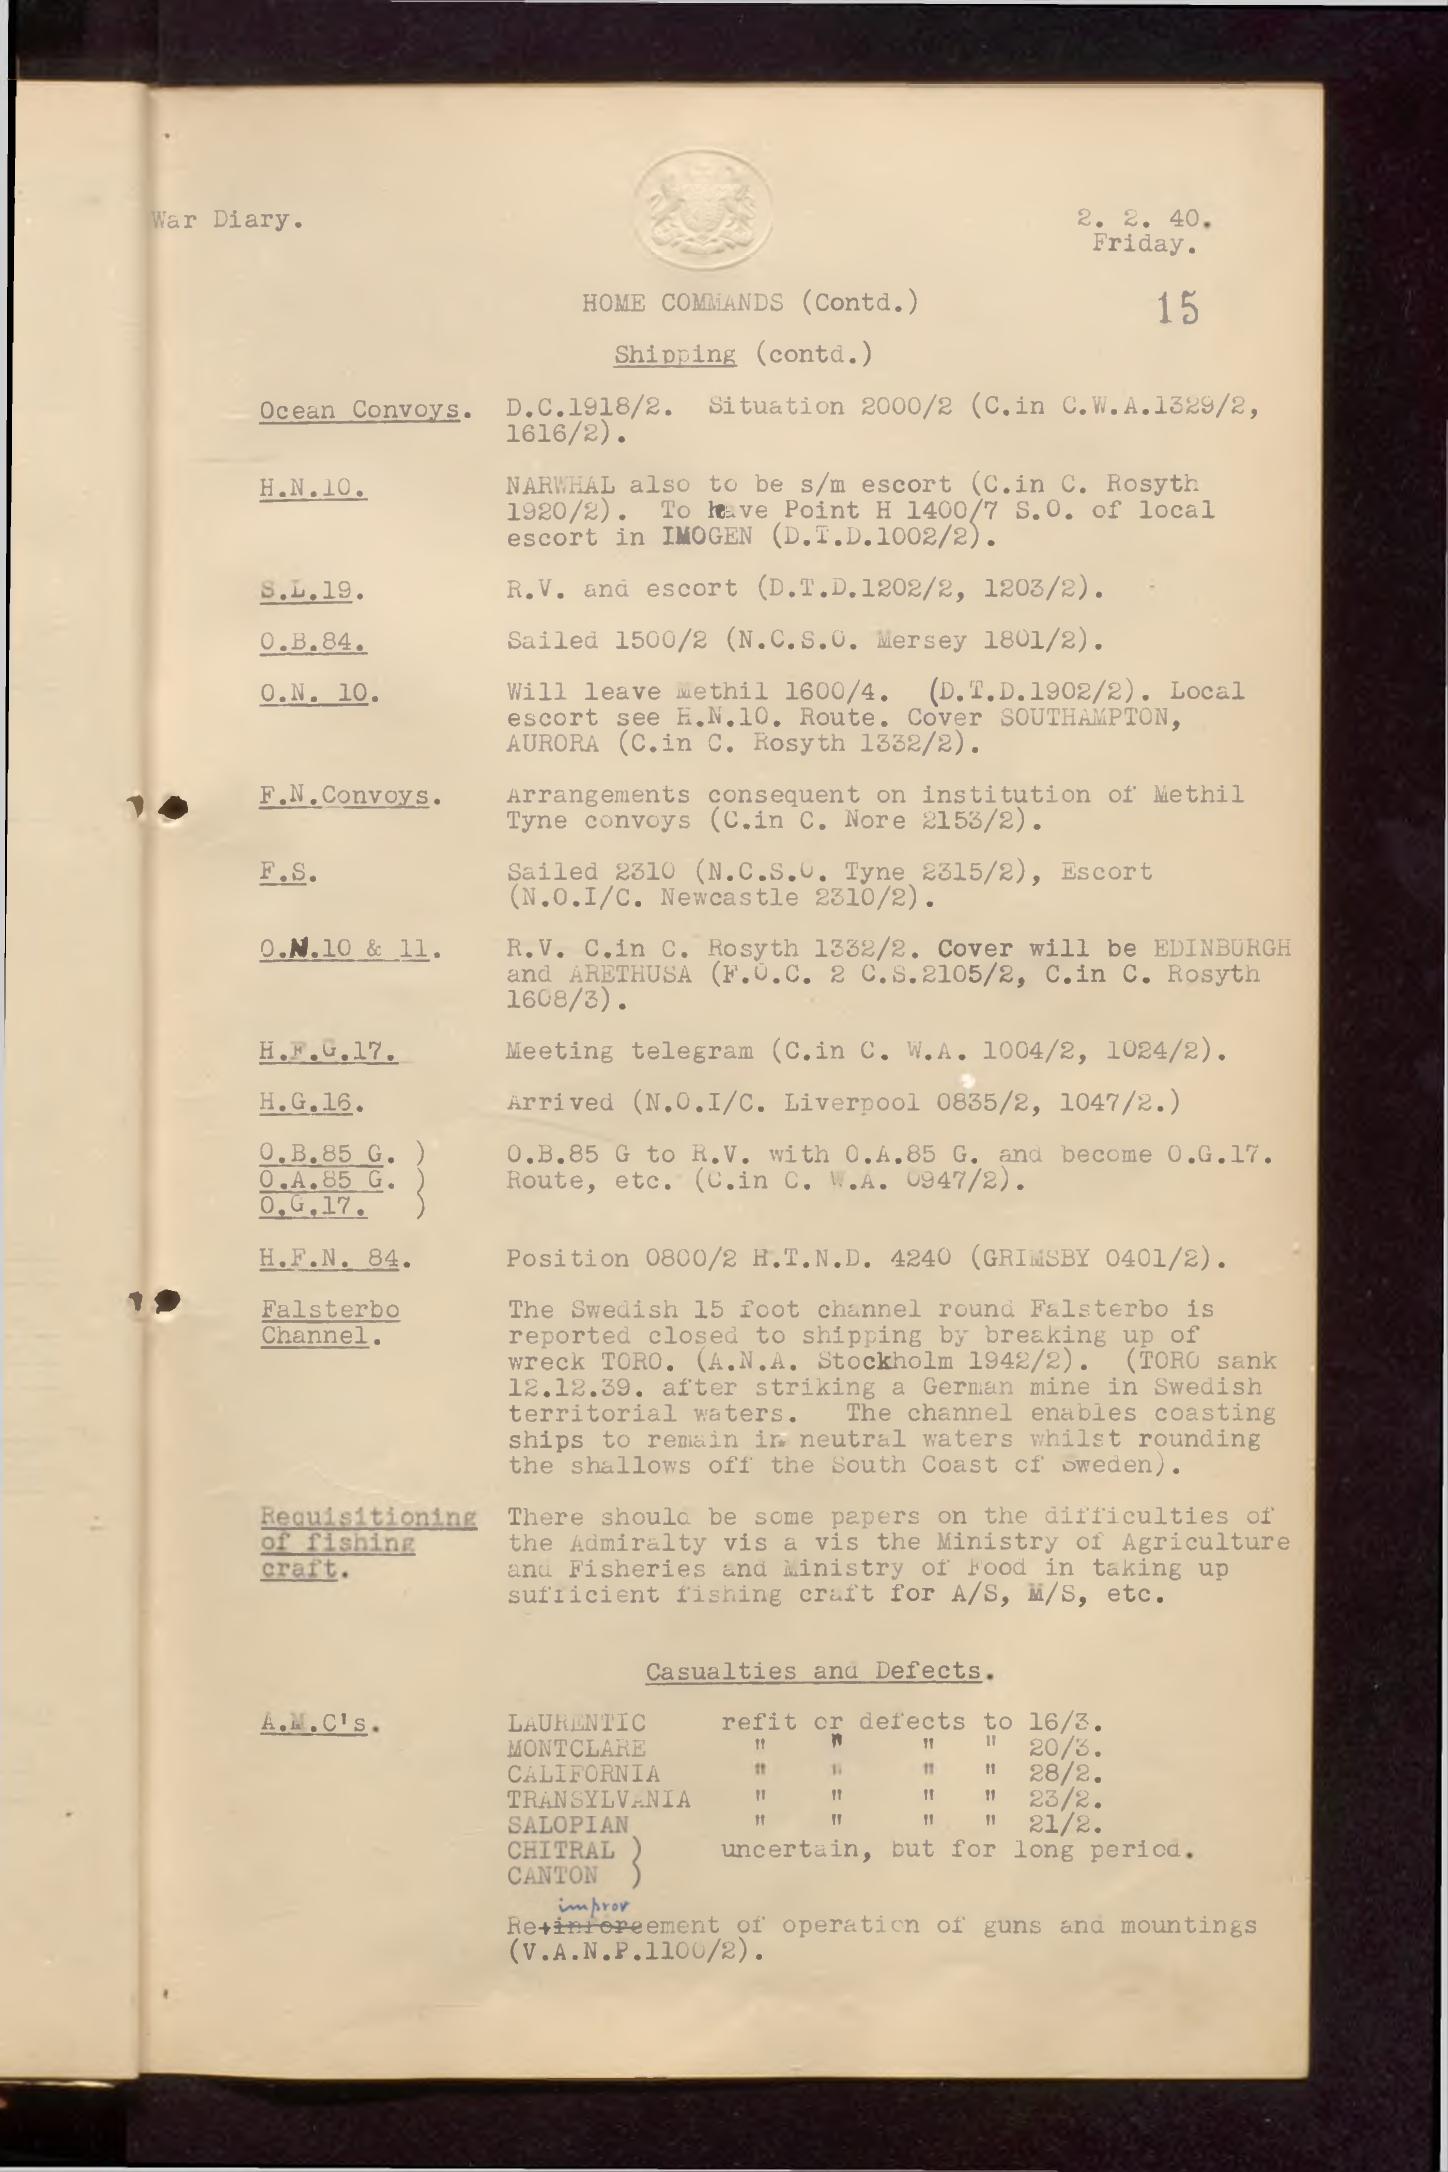 War Diary.
2. 2. 40.
Friday.
HOME COMMANDS (Contd.)
15
Shipping (contd.)
Ocean Convoys. D.C.1918/2. Situation 2000/2 (C.in C.W.A.1329/2,
1616/2).
H.N.10. NARWHAL also to be s/m escort (C.in C. Rosyth
1920/2). To leave Point H 1400/7 S.O. of local
escort in IMOGEN (D.T.D.1002/2).
S.L.19. R.V. and escort (D.T.D.1202/2, 1203/2).
O.B.84. Sailed 1500/2 (N.C.S.O. Mersey 1801/2).
O.N. 10. Will leave Methil 1600/4. (D.T.D.1902/2). Local
escort see H.N.10. Route. Cover SOUTHAMPTON,
AURORA (C.in C. Rosyth 1332/2).
F.N.Convoys. Arrangements consequent on institution of Methil
Tyne convoys (C.in C. Nore 2153/2).
F.S. Sailed 2310 (N.C.S.O. Tyne 2315/2), Escort
(N.O.I/C. Newcastle 2310/2).
O.N.10 & 11. R.V. C.in C. Rosyth 1332/2. Cover will be EDINBURGH
and ARETHUSA (F.O.C. 2 C.S.2105/2, C.in C. Rosyth
1608/3).
H.F.G.17. Meeting telegram (C.in C. W.A. 1004/2, 1024/2).
H.G.16. Arrived (N.O.I/C. Liverpool 0835/2, 1047/2.)
O.B.85 G. ) O.B.85 G to R.V. with O.A.85 G. and become O.G.17.
O.A.85 G. ) Route, etc. (C.in C. W.A. 0947/2).
O.G.17. )
H.F.N. 84. Position 0800/2 H.T.N.D. 4240 (GRIMSBY 0401/2).
Falsterbo The Swedish 15 foot channel round Falsterbo is
Channel. reported closed to shipping by breaking up of
wreck TORO. (A.N.A. Stockholm 1942/2). (TORO sank
12.12.39. after striking a German mine in Swedish
territorial waters. The channel enables coasting
ships to remain in neutral waters whilst rounding
the shallows off the South Coast of Sweden).
Requisitioning There should be some papers on the difficulties of
of fishing the Admiralty vis a vis the Ministry of Agriculture
craft. and Fisheries and Ministry of Food in taking up
sufficient fishing craft for A/S, M/S, etc.
Casualties and Defects.
A.M.C's. LAURENTIC refit or defects to 16/3.
MONTCLARE " " " " 20/3.
CALIFORNIA " " " " 28/2.
TRANSYLVANIA " " " " 23/2.
SALOPIAN " " " " 21/2.
CHITRAL ) uncertain, but for long period.
CANTON )
improv
Re-inforcement of operation of guns and mountings
(V.A.N.P.1100/2).